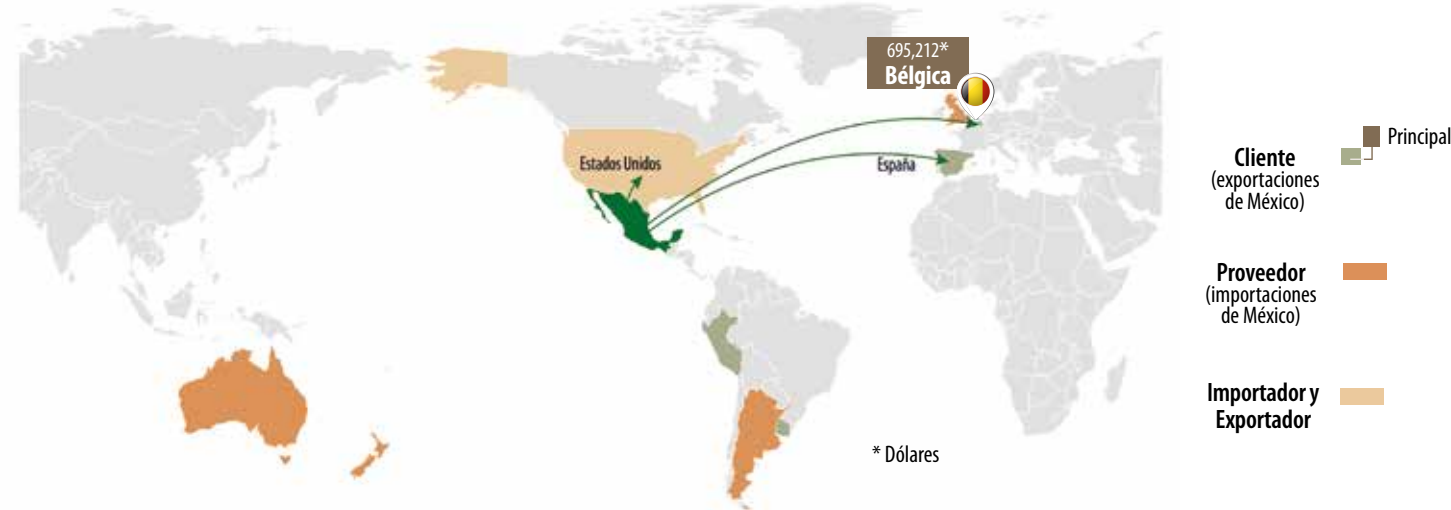 695,212*
Bélgica
Estados Unidos
España
* Dólares
Principal
Cliente
(exportaciones
de México)
Proveedor
(importaciones
de México)
Importador y
Exportador